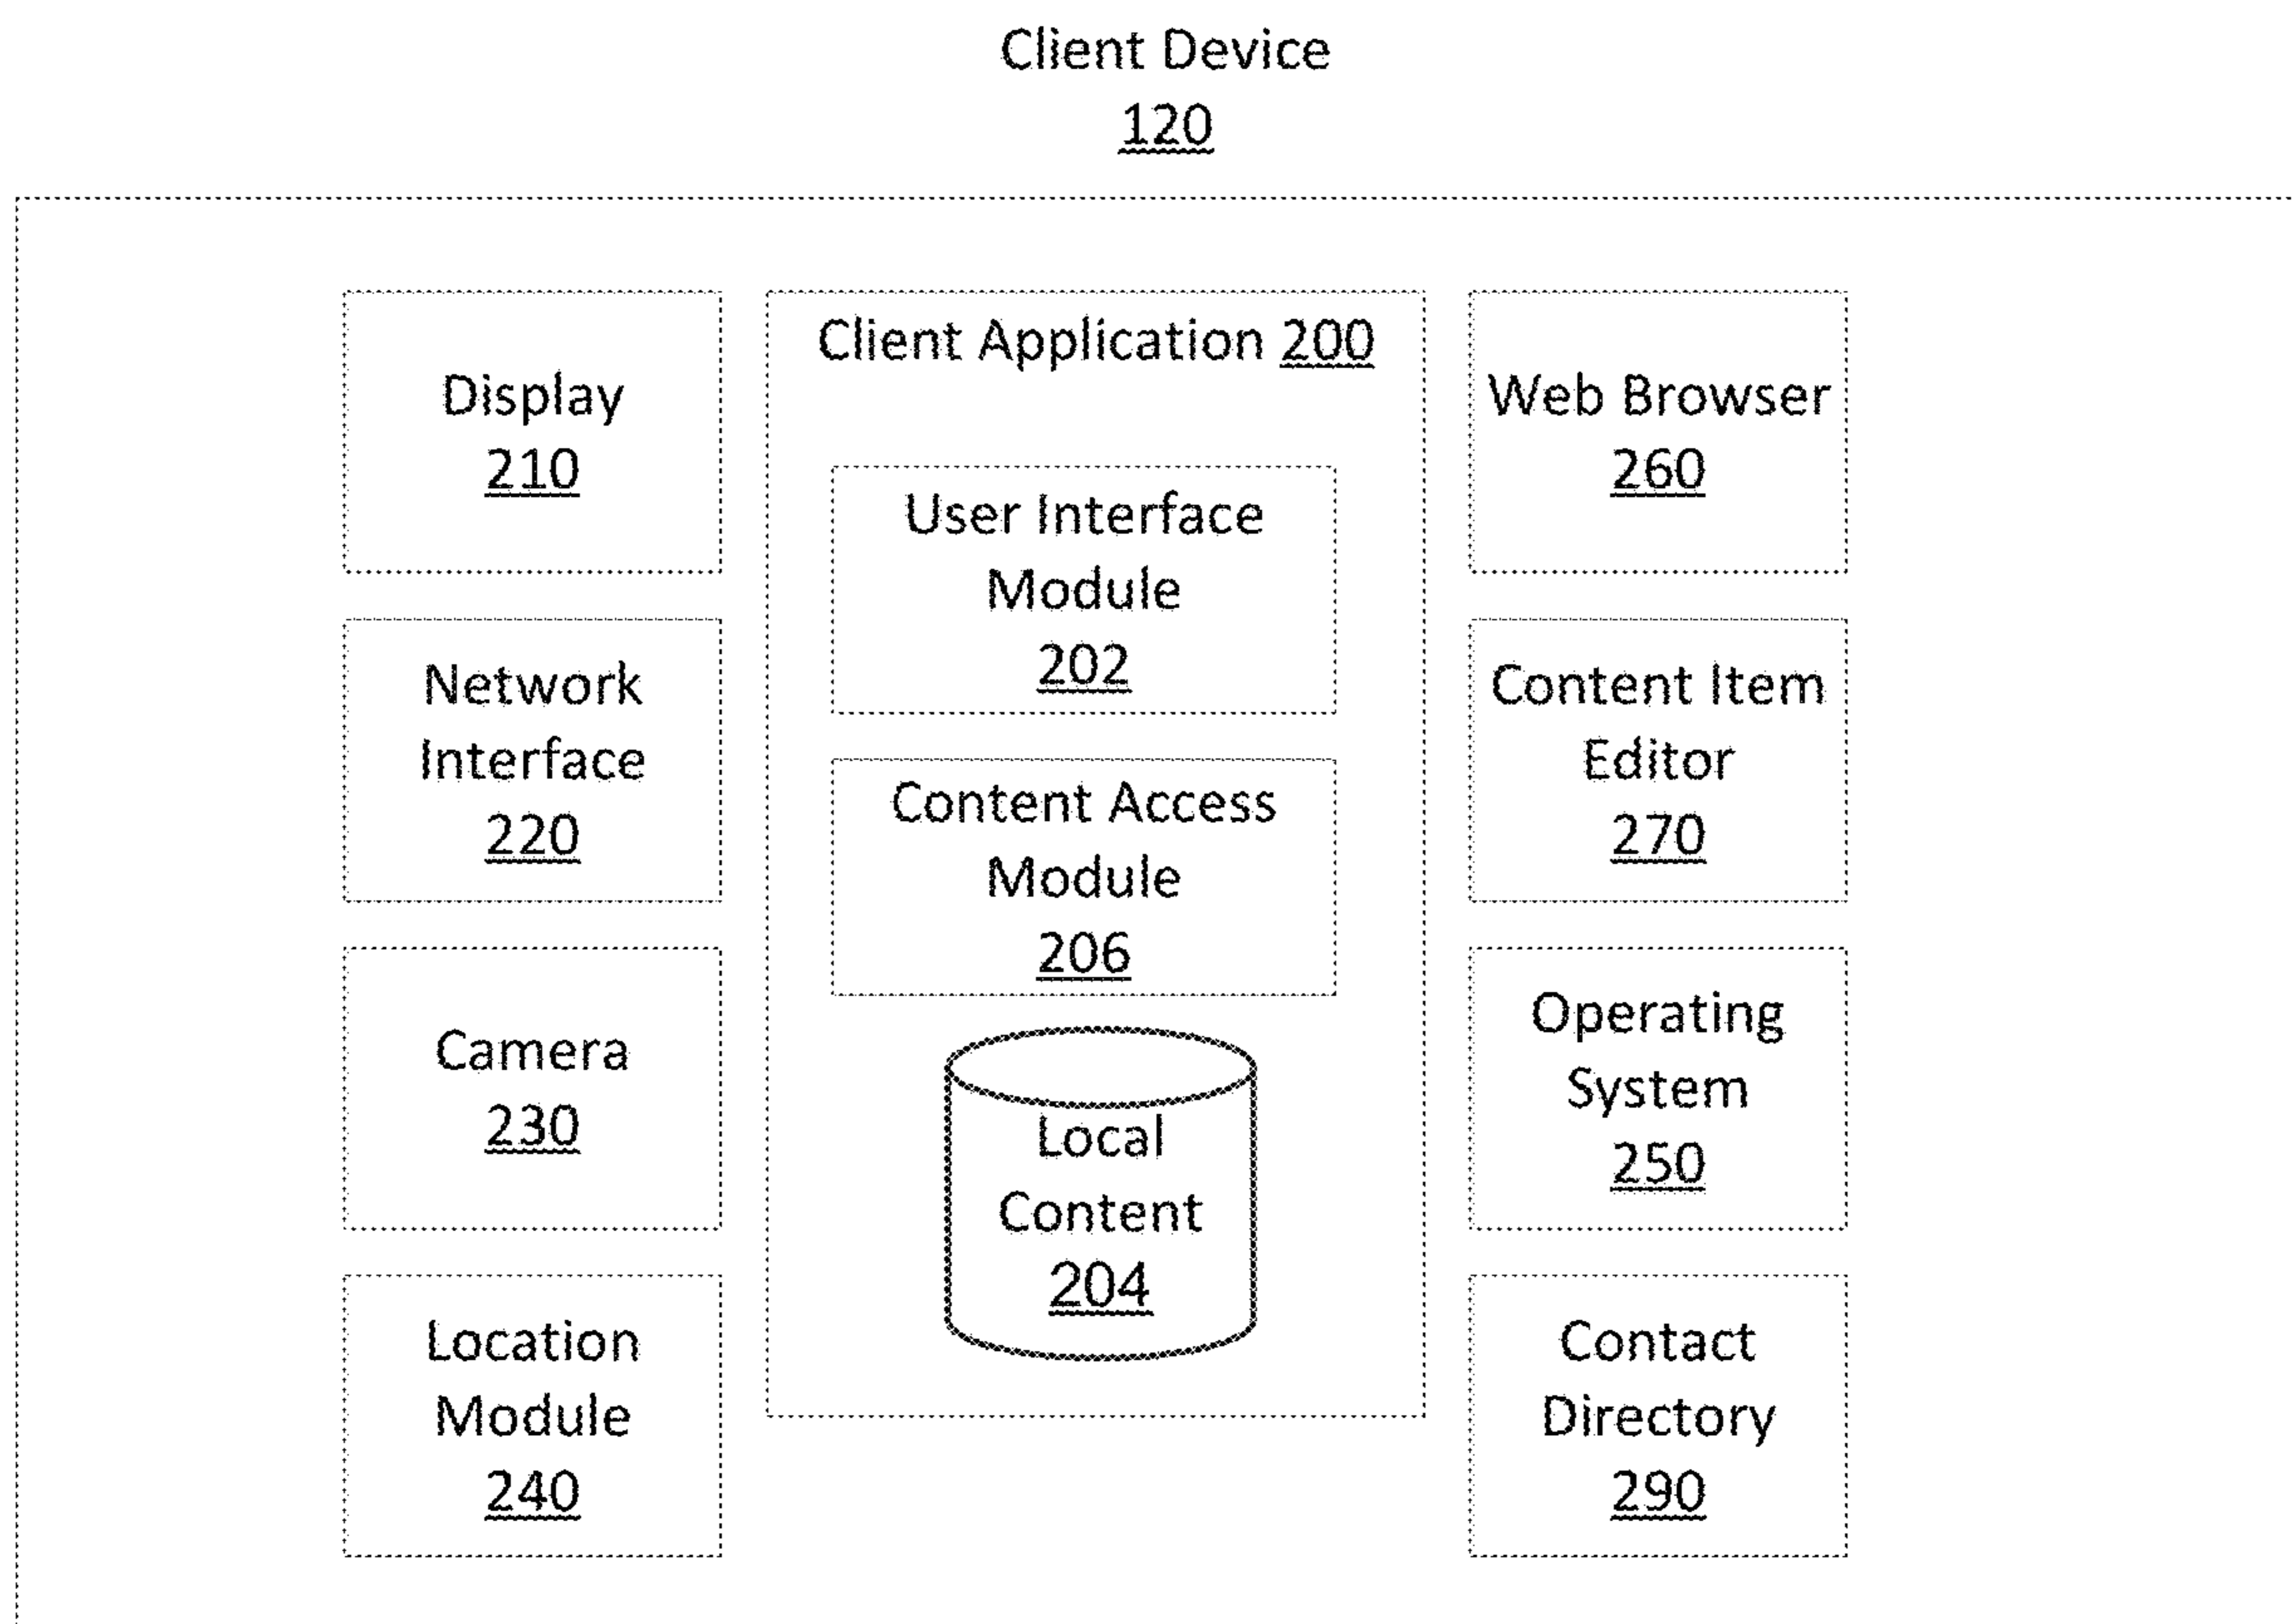 Client Device
120
Display
210
Network
Interface
220
Camera
230
Location
Module
240
Client Application 200
User Interface
Module
202
Content Access
Module
206
Local
Content
204
Web Browser
260
Content Item
Editor
270
Operating
System
250
Contact
Directory
290